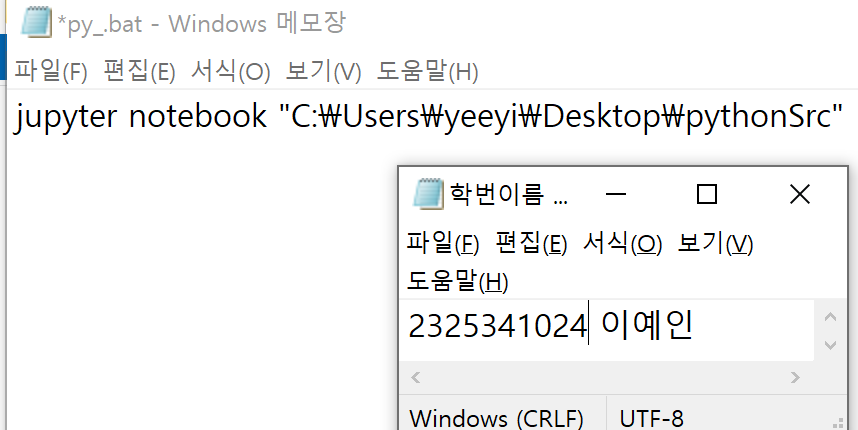 *py_.bat - Windows 메모장
파일(F) 편집(E) 서식(O) 보기(V) 도움말(H)
jupyter notebook "C:₩Users₩yeeyi₩Desktop₩pythonSrc"
학번이름 ...
파일(F) 편집(E) 서식(O) 보기(V)
도움말(H)
2325341024 이예인
Windows (CRLF) UTF-8